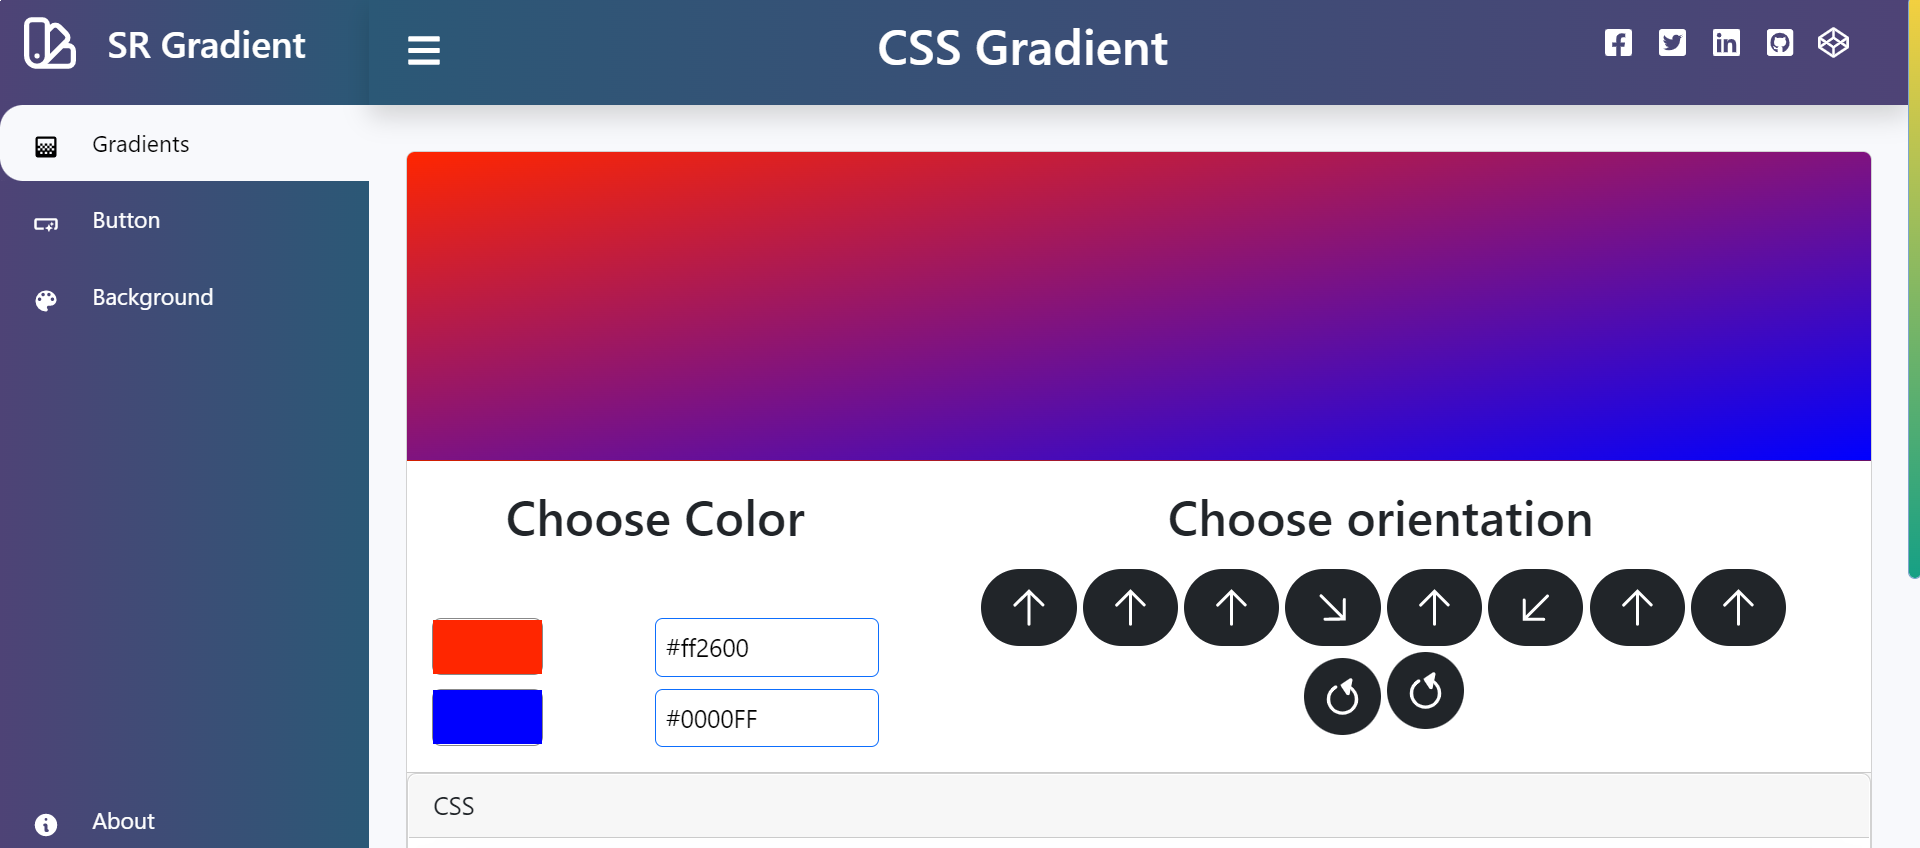 SR Gradient
CSS Gradient
Gradients
Button
Background
About
Choose Color
#ff2600
#0000FF
Choose orientation
CSS